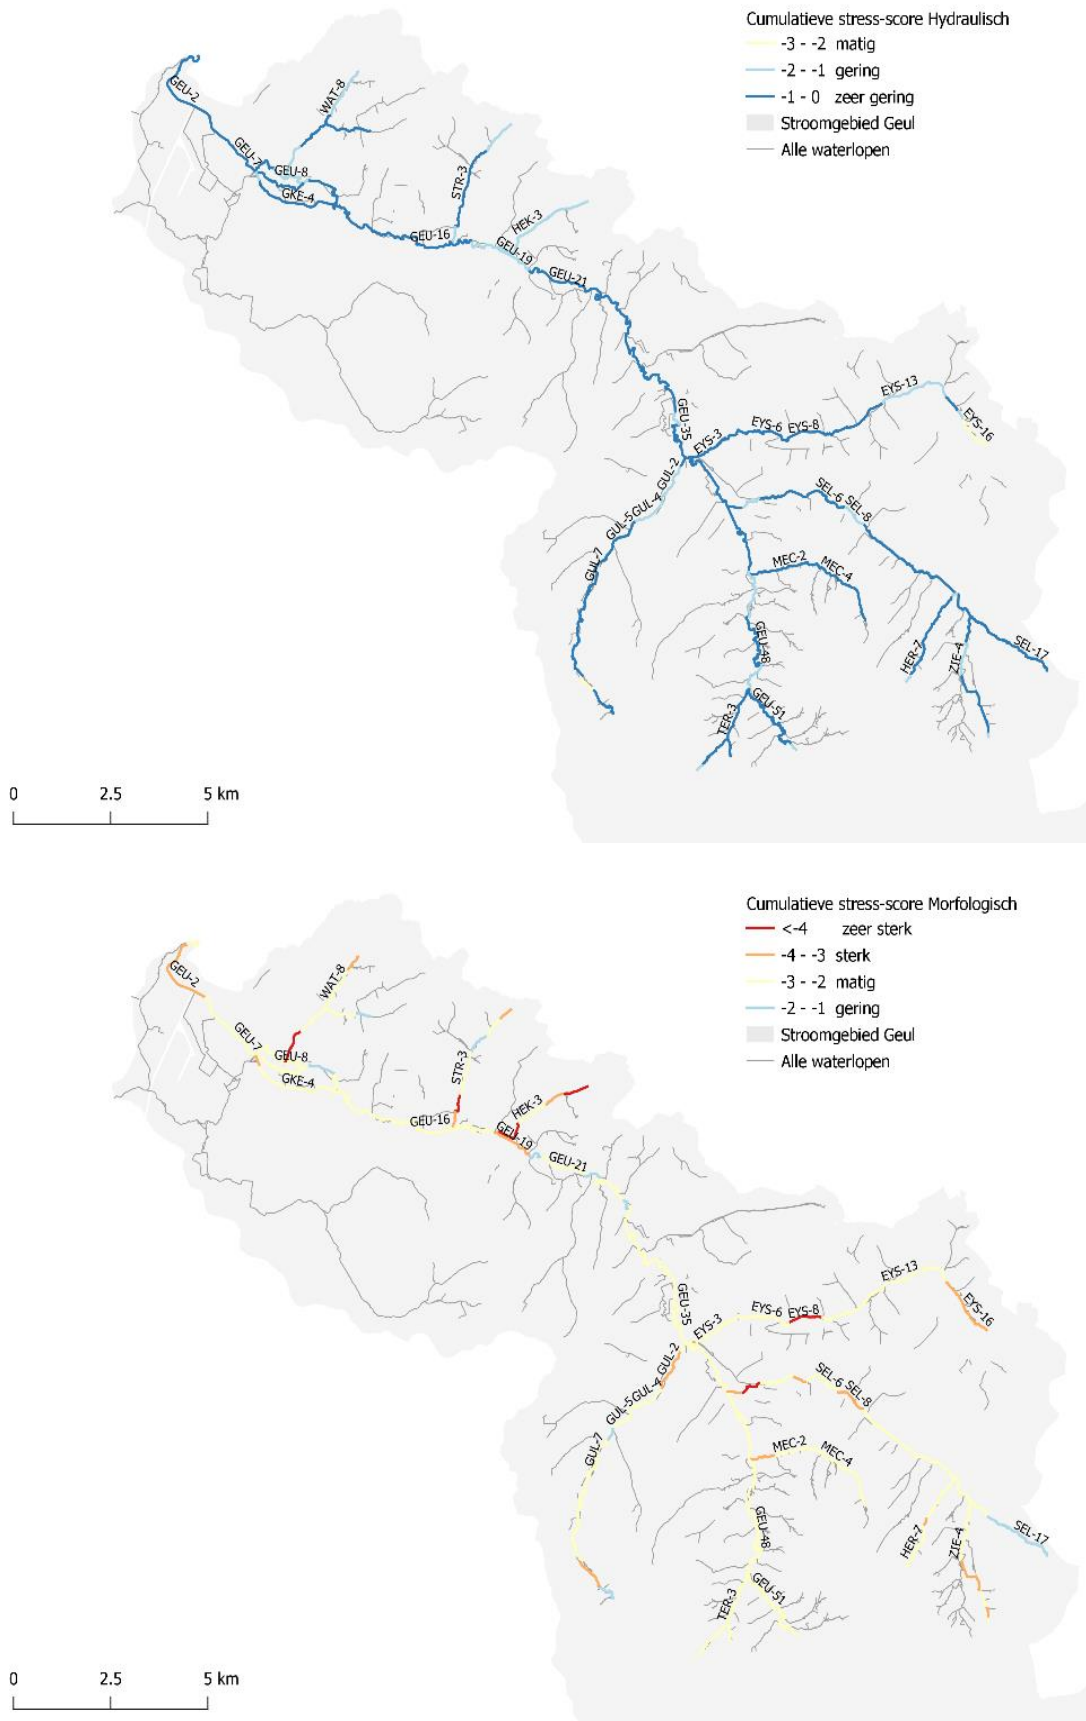 Cumulatieve stress-score Hydraulisch
-3 - -2 matig
-2 - -1 gering
-1 - 0 zeer gering
Stroomgebied Geul
Alle waterlopen
GEU-2
WAT-8
GEU-7
GEU-8
GKE-4
STR-3
GEU-16
HEK-3
GEU-19
GEU-21
EYS-13
GEU-35
EYS-3
EYS-6
EYS-8
EYS-16
GUL-2
GUL-4
GUL-5
GUL-7
SEL-6
SEL-8
MEC-2
MEC-4
GEU-48
HER-7
ZIE-4
SEL-17
TER-3
GEU-51
0 2.5 5 km
Cumulatieve stress-score Morfologisch
<-4 zeer sterk
-4 - -3 sterk
-3 - -2 matig
-2 - -1 gering
Stroomgebied Geul
Alle waterlopen
GEU-2
WAT-8
GEU-7
GEU-8
GKE-4
STR-3
GEU-16
HEK-3
GEU-19
GEU-21
EYS-13
GEU-35
EYS-3
EYS-6
EYS-8
EYS-16
GUL-2
GUL-4
GUL-5
GUL-7
SEL-6
SEL-8
MEC-2
MEC-4
GEU-48
HER-7
ZIE-4
SEL-17
TER-3
GEU-51
0 2.5 5 km